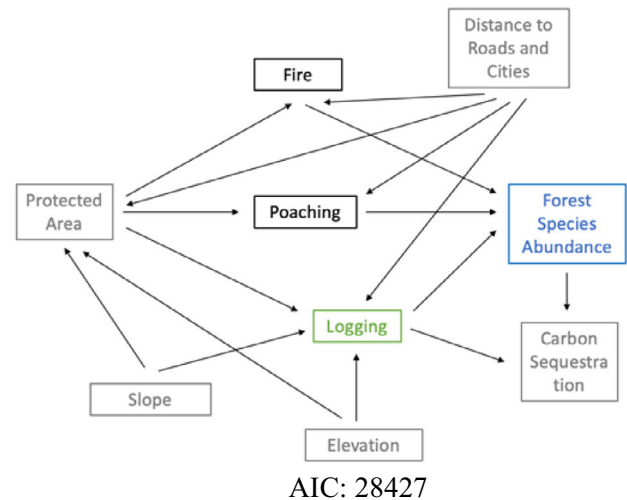 Distance to
Roads and
Cities
Fire
Protected
Area
Poaching
Forest
Species
Abundance
Logging
Carbon
Sequestra
tion
Slope
Elevation
AIC: 28427